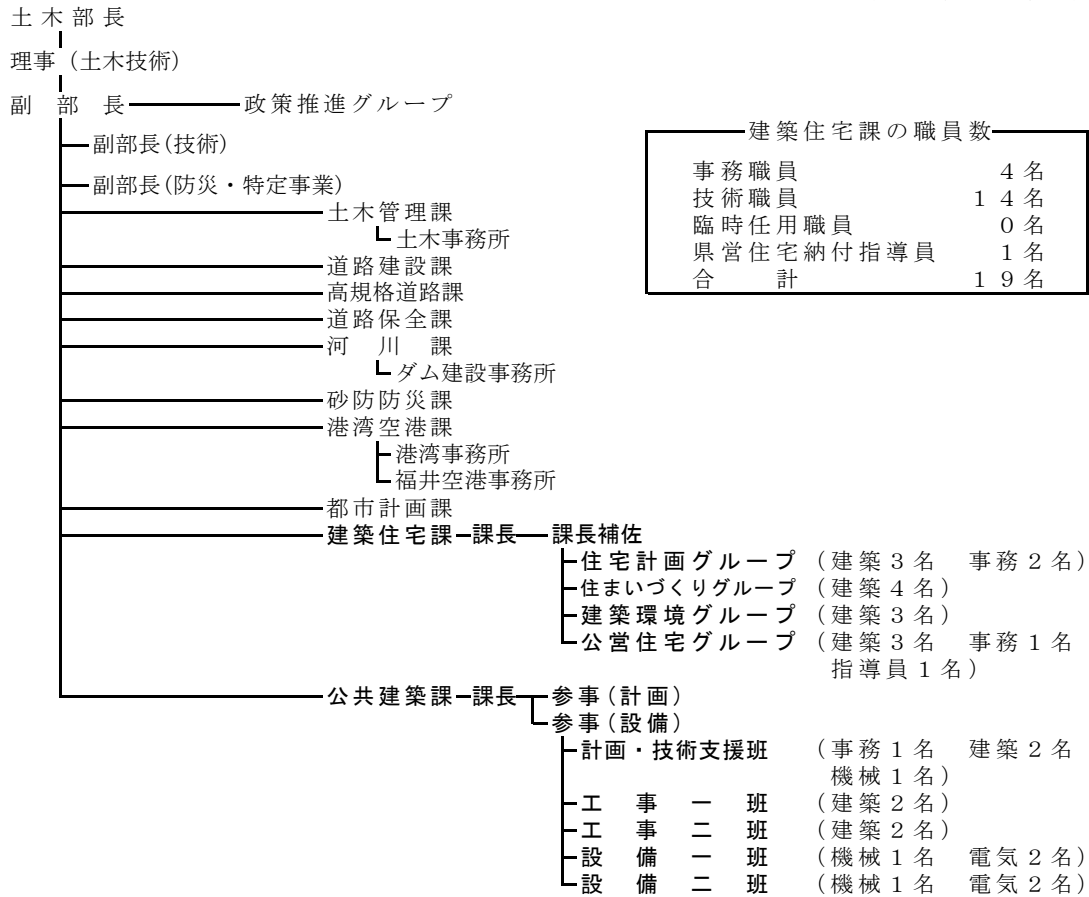 土木部長
理事（土木技術）
副　部　長　政策推進グループ
副部長(技術)
副部長(防災・特定事業)
建築住宅課の職員数
事務職員　４名
技術職員　１４名
臨時任用職員　０名
県営住宅納付指導員　１名
合　　計　１９名
土木管理課
土木事務所
道路建設課
高規格道路課
道路保全課
河　川　課
ダム建設事務所
砂防防災課
港湾空港課
港湾事務所
福井空港事務所
都市計画課
建築住宅課　課長　課長補佐
住宅計画グループ　（建築３名　事務２名）
住まいづくりグループ　（建築４名）
建築環境グループ　（建築３名）
公営住宅グループ　（建築３名　事務１名
指導員１名）
公共建築課　課長　参事(計画)
参事(設備)
計画・技術支援班　（事務１名　建築２名
機械１名）
工　事　一　班　（建築２名）
工　事　二　班　（建築２名）
設　備　一　班　（機械１名　電気２名）
設　備　二　班　（機械１名　電気２名）